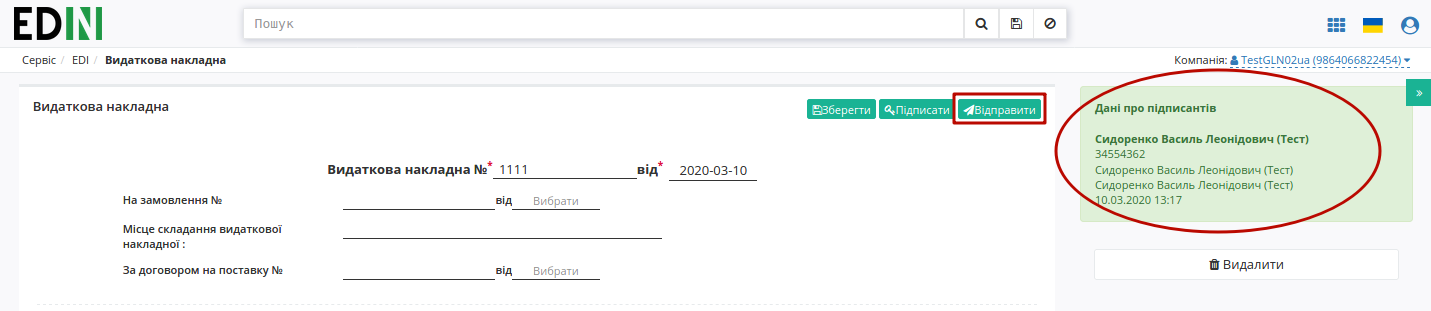 EDIN
Пошук
Сервіс / EDI / Видаткова накладна
Компанія: TestGLN02ua (9864066822454)
Видаткова накладна
Зберегти Підписати Відправити
»
Дані про підписантів
Сидоренко Василь Леонідович (Тест)
34554362
Сидоренко Василь Леонідович (Тест)
Сидоренко Василь Леонідович (Тест)
10.03.2020 13:17
Видалити
Видаткова накладна №* 1111 від* 2020-03-10
На замовлення № від Вибрати
Місце складання видаткової
накладної :
За договором на поставку № від Вибрати